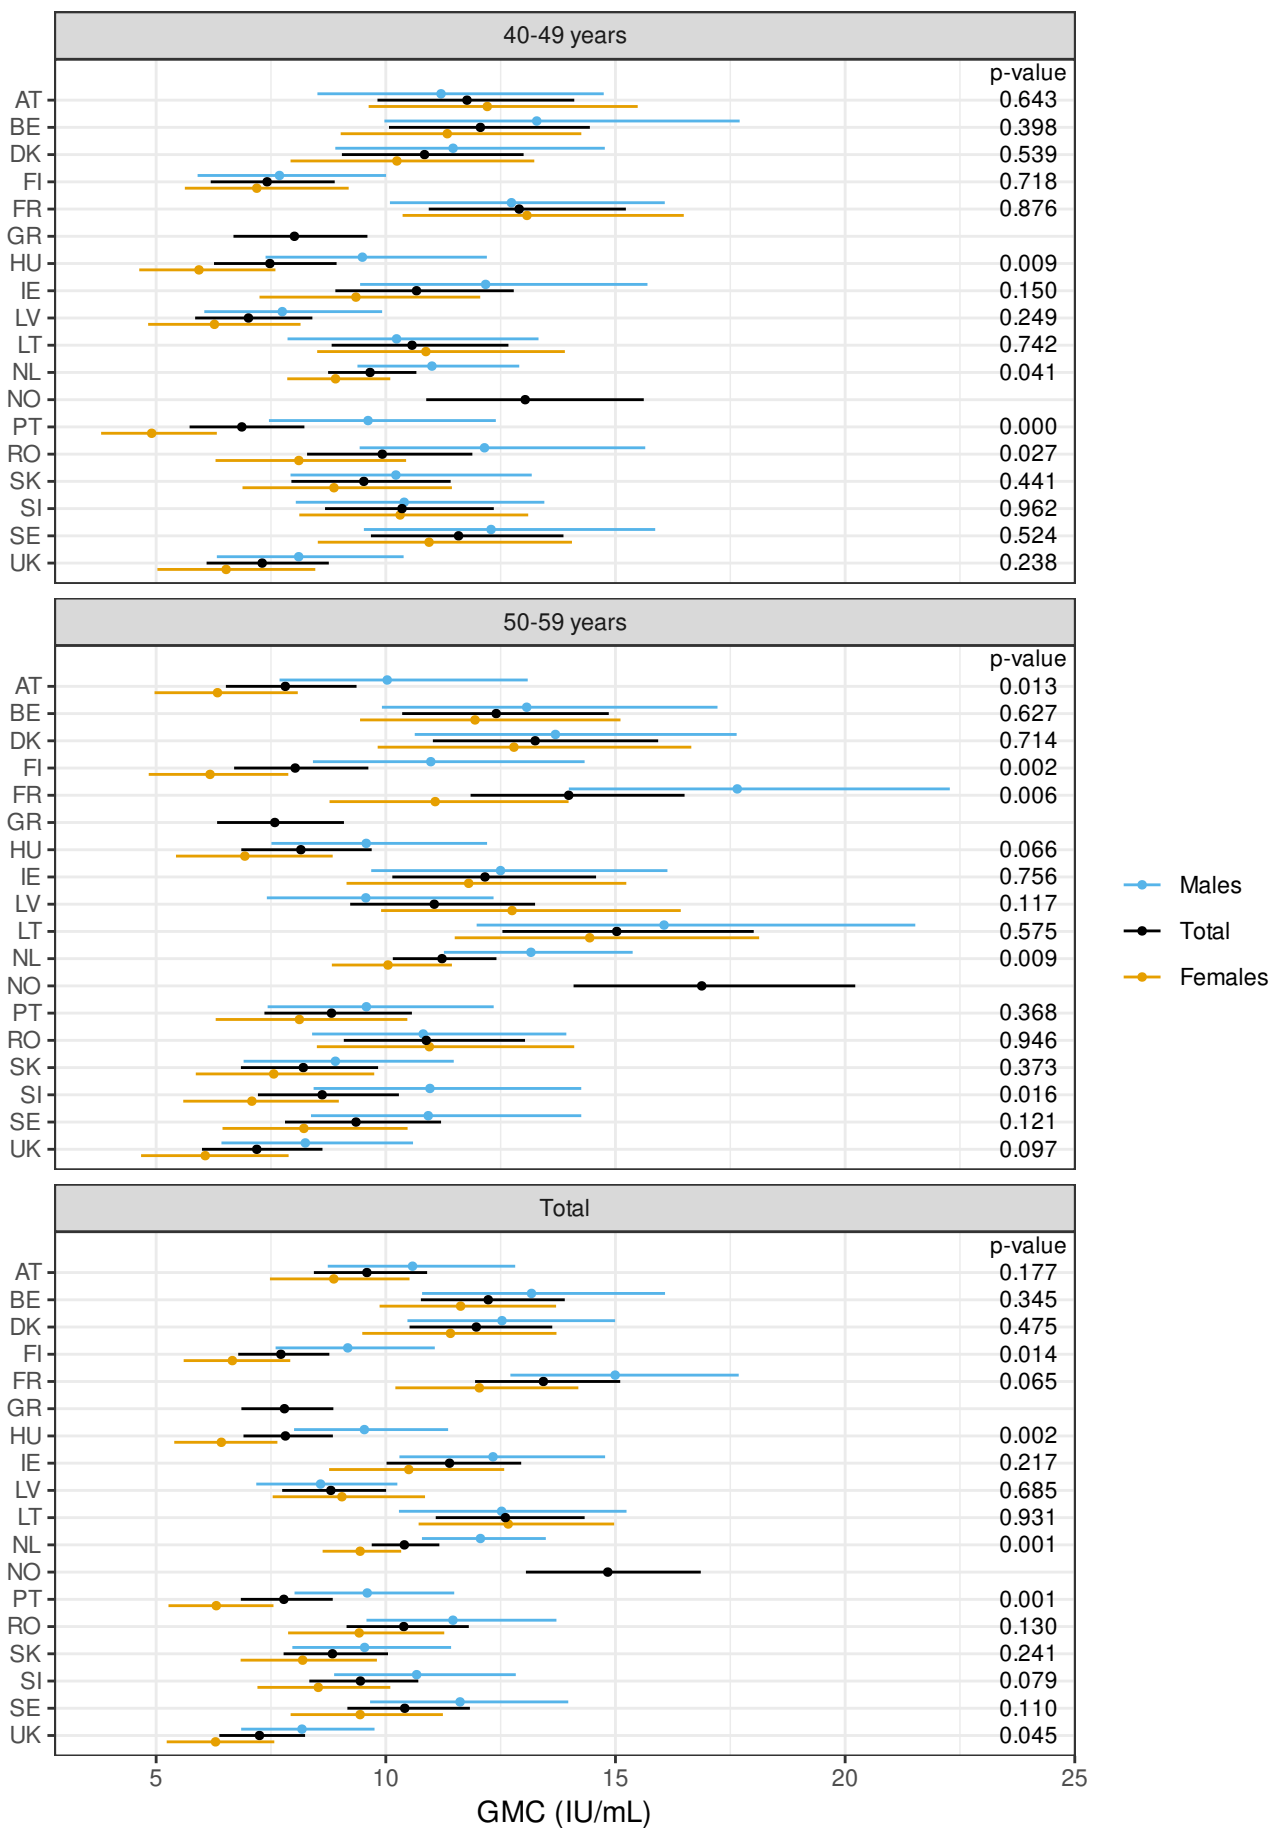 40-49 years
p-value
AT 0.643
BE 0.398
DK 0.539
FI 0.718
FR 0.876
GR
HU 0.009
IE 0.150
LV 0.249
LT 0.742
NL 0.041
NO
PT 0.000
RO 0.027
SK 0.441
SI 0.962
SE 0.524
UK 0.238
50-59 years
p-value
AT 0.013
BE 0.627
DK 0.714
FI 0.002
FR 0.006
GR
HU 0.066
IE 0.756
LV 0.117
LT 0.575
NL 0.009
NO
PT 0.368
RO 0.946
SK 0.373
SI 0.016
SE 0.121
UK 0.097
Total
p-value
AT 0.177
BE 0.345
DK 0.475
FI 0.014
FR 0.065
GR
HU 0.002
IE 0.217
LV 0.685
LT 0.931
NL 0.001
NO
PT 0.001
RO 0.130
SK 0.241
SI 0.079
SE 0.110
UK 0.045
5 10 15 20 25
GMC (IU/mL)
Males
Total
Females